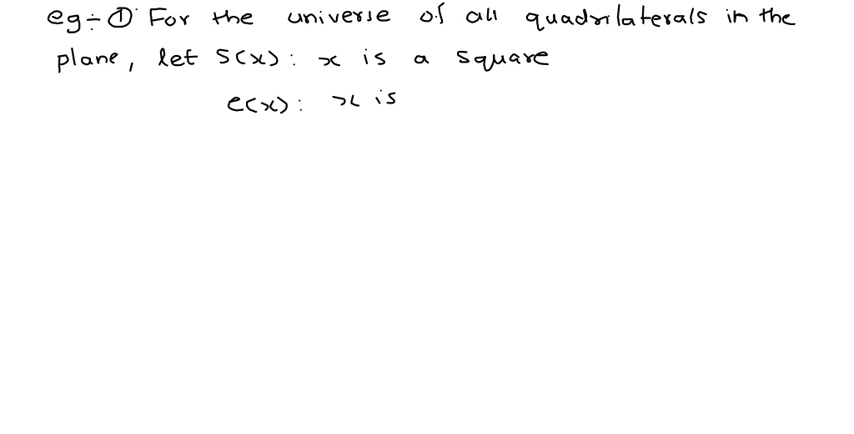 eg÷ ① For the universe of all quadrilaterals in the
plane, let S(x): x is a square
e(x): x is